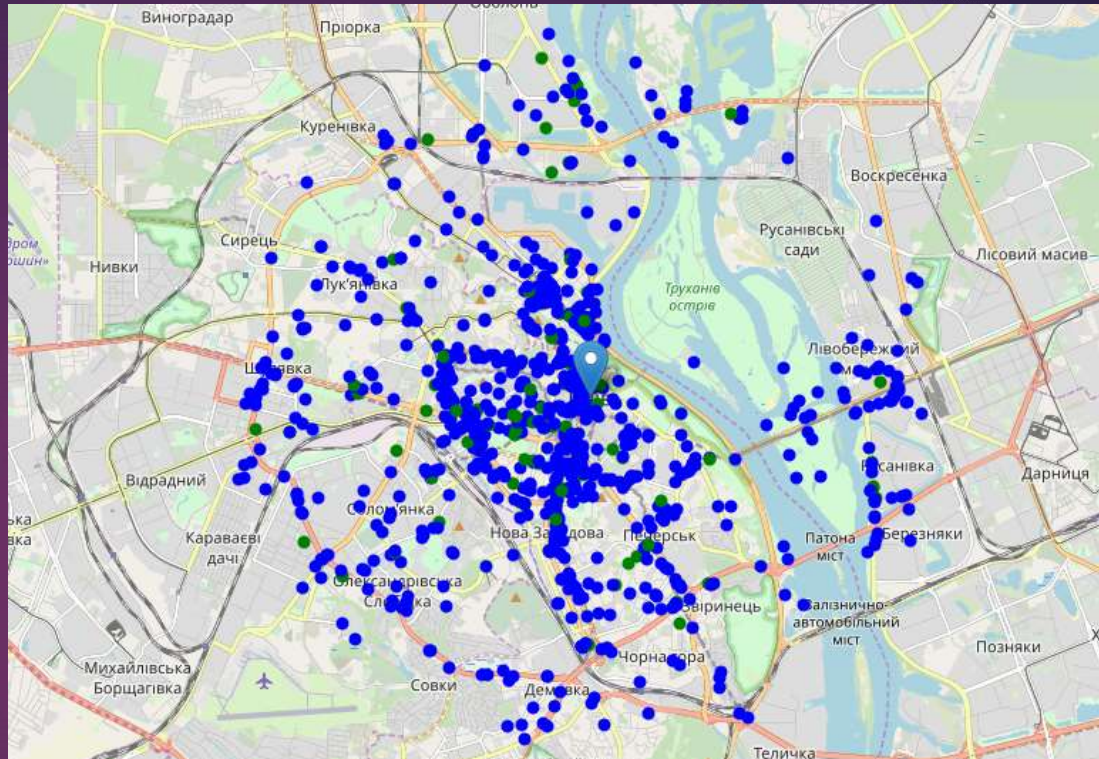 Оболонь
Виноградар
Пріорка
Куренівка
Воскресенка
Сирець
Русанівські
сади
Лісовий масив
Нивки
Лук'янівка
Труханів
острів
Лівобережний
Русанівка
Дарниця
Відрадний
Солом'янка
Караваєві
дачі
Нова Забудова
Печерськ
Патона
міст
Березняки
Олександрівська
Слобідка
Звіринець
Залізнично-
автомобільний
міст
Чорна гора
Позняки
Михайлівська
Борщагівка
Совки
Деміївка
Теличка